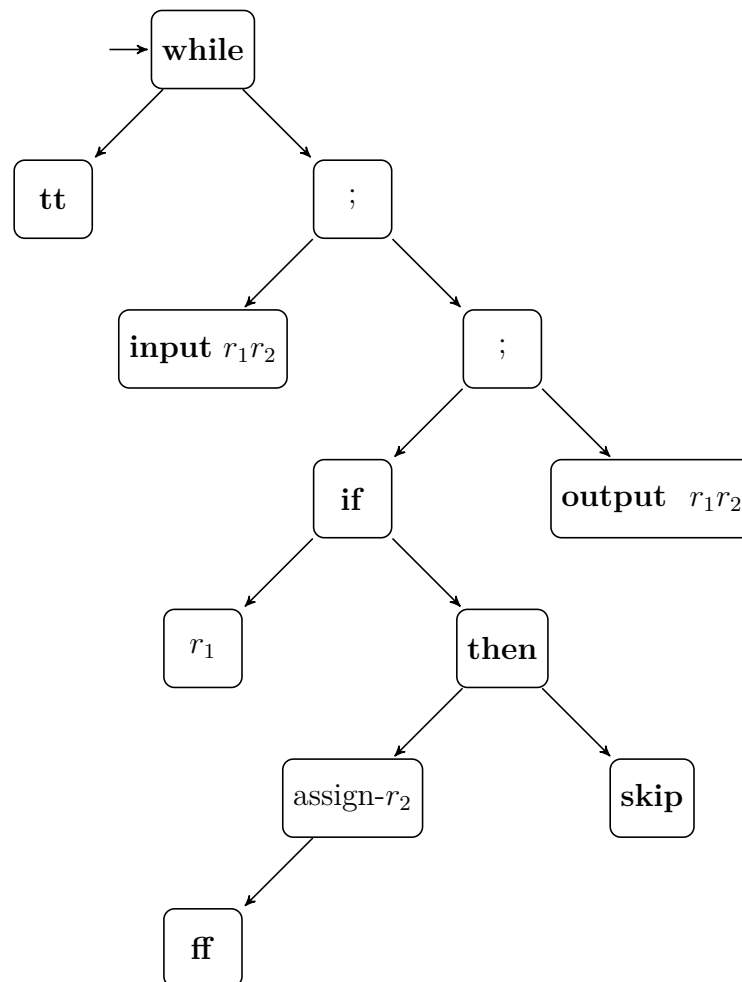 while
tt
;
input r₁r₂
;
if
output r₁r₂
r₁
then
assign-r₂
skip
ff